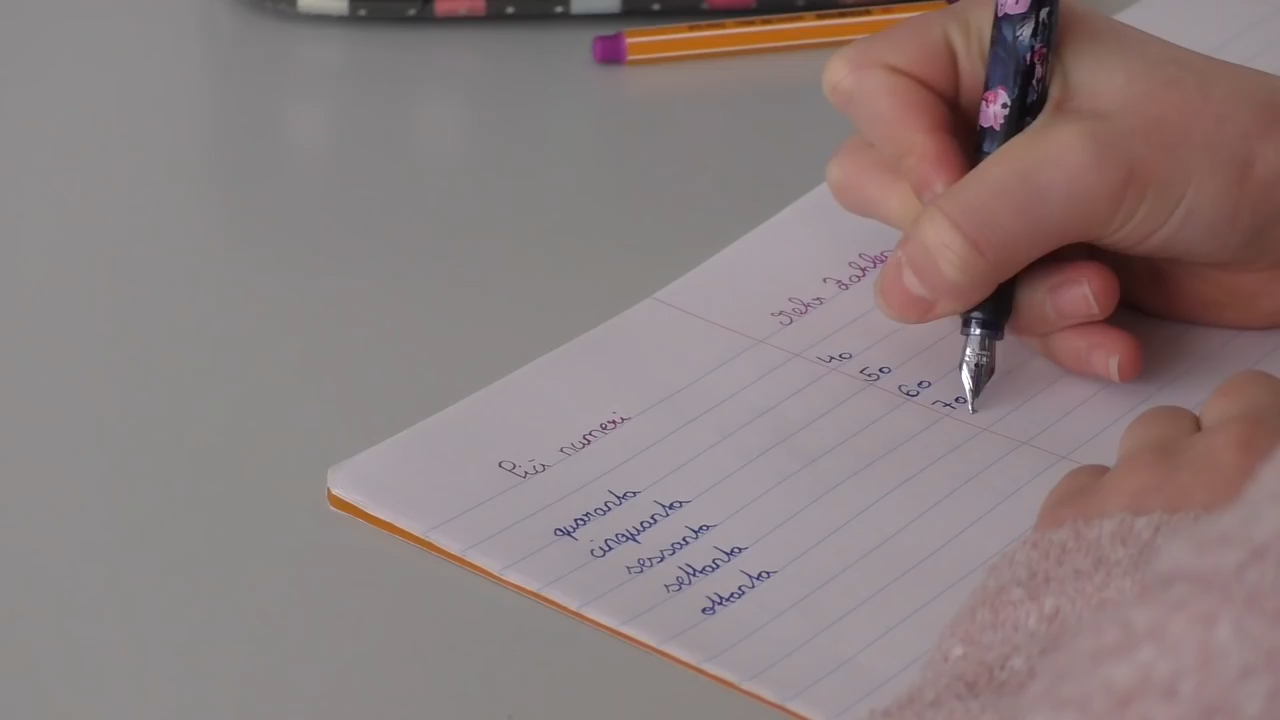 Più numeri
quaranta
cinquanta
sessanta
settanta
ottanta
Mehr Zahlen
40
50
60
70